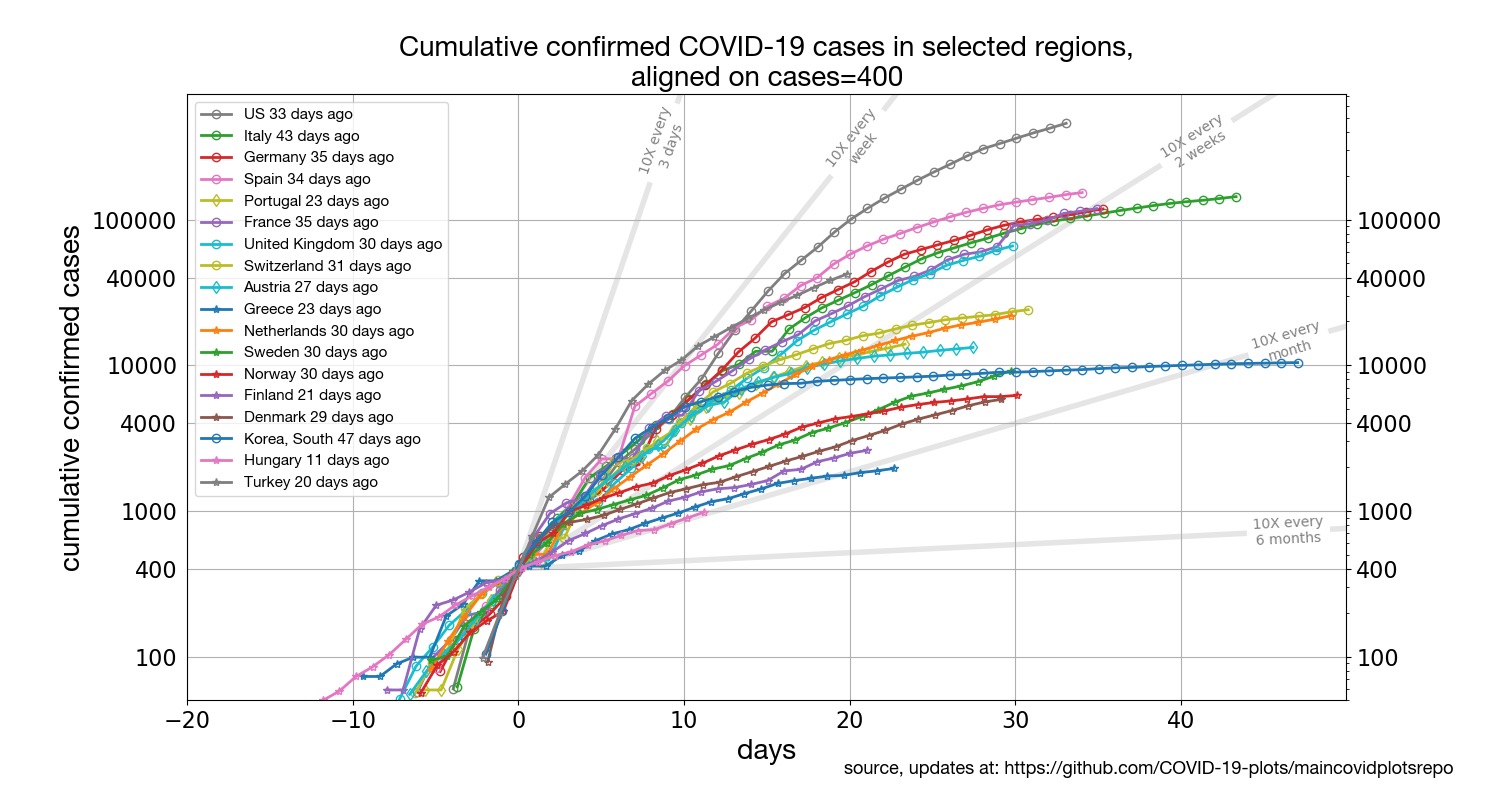 Cumulative confirmed COVID-19 cases in selected regions,
aligned on cases=400
US 33 days ago
Italy 43 days ago
Germany 35 days ago
Spain 34 days ago
Portugal 23 days ago
France 35 days ago
United Kingdom 30 days ago
Switzerland 31 days ago
Austria 27 days ago
Greece 23 days ago
Netherlands 30 days ago
Sweden 30 days ago
Norway 30 days ago
Finland 21 days ago
Denmark 29 days ago
Korea, South 47 days ago
Hungary 11 days ago
Turkey 20 days ago
10X every
3 days
10X every
week
10X every
2 weeks
10X every
month
10X every
6 months
cumulative confirmed cases
100000
40000
10000
4000
1000
400
100
100000
40000
10000
4000
1000
400
100
−20
−10
0
10
20
30
40
days
source, updates at: https://github.com/COVID-19-plots/maincovidplotsrepo